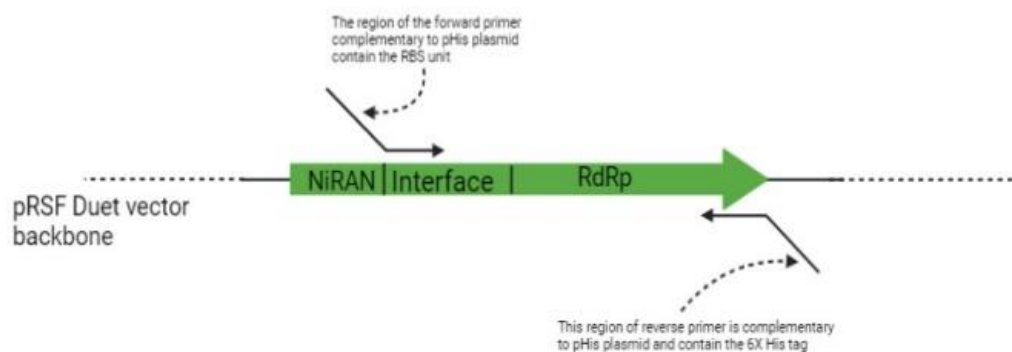 The region of the forward primer
complementary to pHis plasmid
contain the RBS unit
NiRAN
Interface
RdRp
pRSF Duet vector
backbone
This region of reverse primer is complementary
to pHis plasmid and contain the 6X His tag